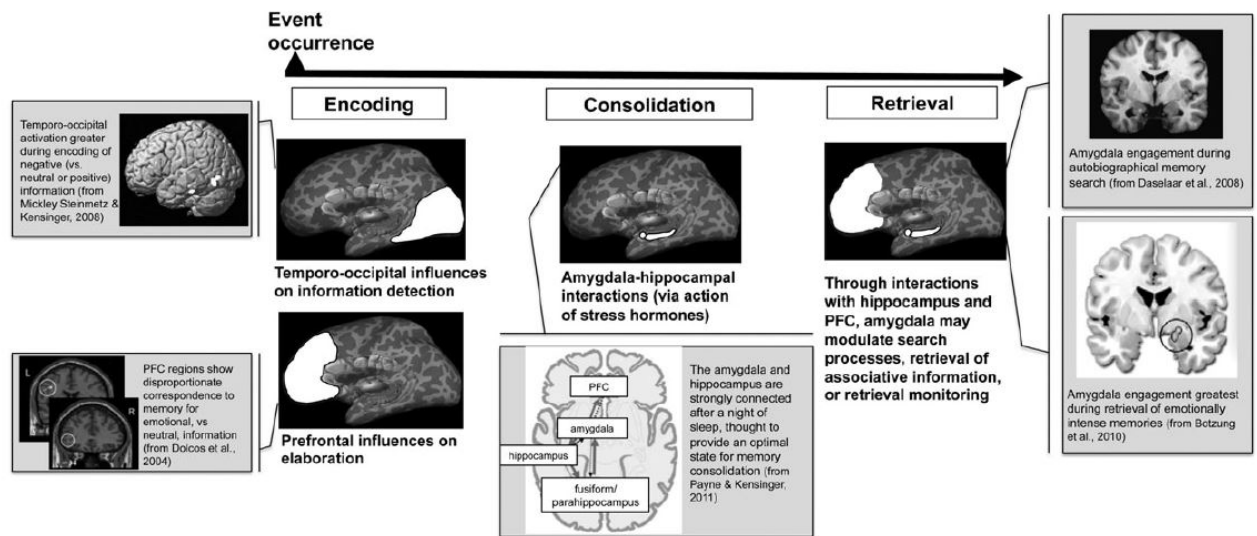 Event
occurrence
Encoding
Consolidation
Retrieval
Temporo-occipital
activation greater
during encoding of
negative (vs.
neutral or positive)
information (from
Mickley Steinmetz &
Kensinger, 2008)
Temporo-occipital influences
on information detection
L
R
PFC regions show
disproportionate
correspondence to
memory for
emotional, vs
neutral, information
(from Dolcos et al.,
2004)
Prefrontal influences on
elaboration
Amygdala-hippocampal
interactions (via action
of stress hormones)
PFC
amygdala
hippocampus
fusiform/
parahippocampus
The amygdala and
hippocampus are
strongly connected
after a night of
sleep, thought to
provide an optimal
state for memory
consolidation (from
Payne & Kensinger,
2011)
Through interactions
with hippocampus and
PFC, amygdala may
modulate search
processes, retrieval of
associative information,
or retrieval monitoring
Amygdala engagement during
autobiographical memory
search (from Daselaar et al., 2008)
Amygdala engagement greatest
during retrieval of emotionally
intense memories (from Botzung
et al., 2010)